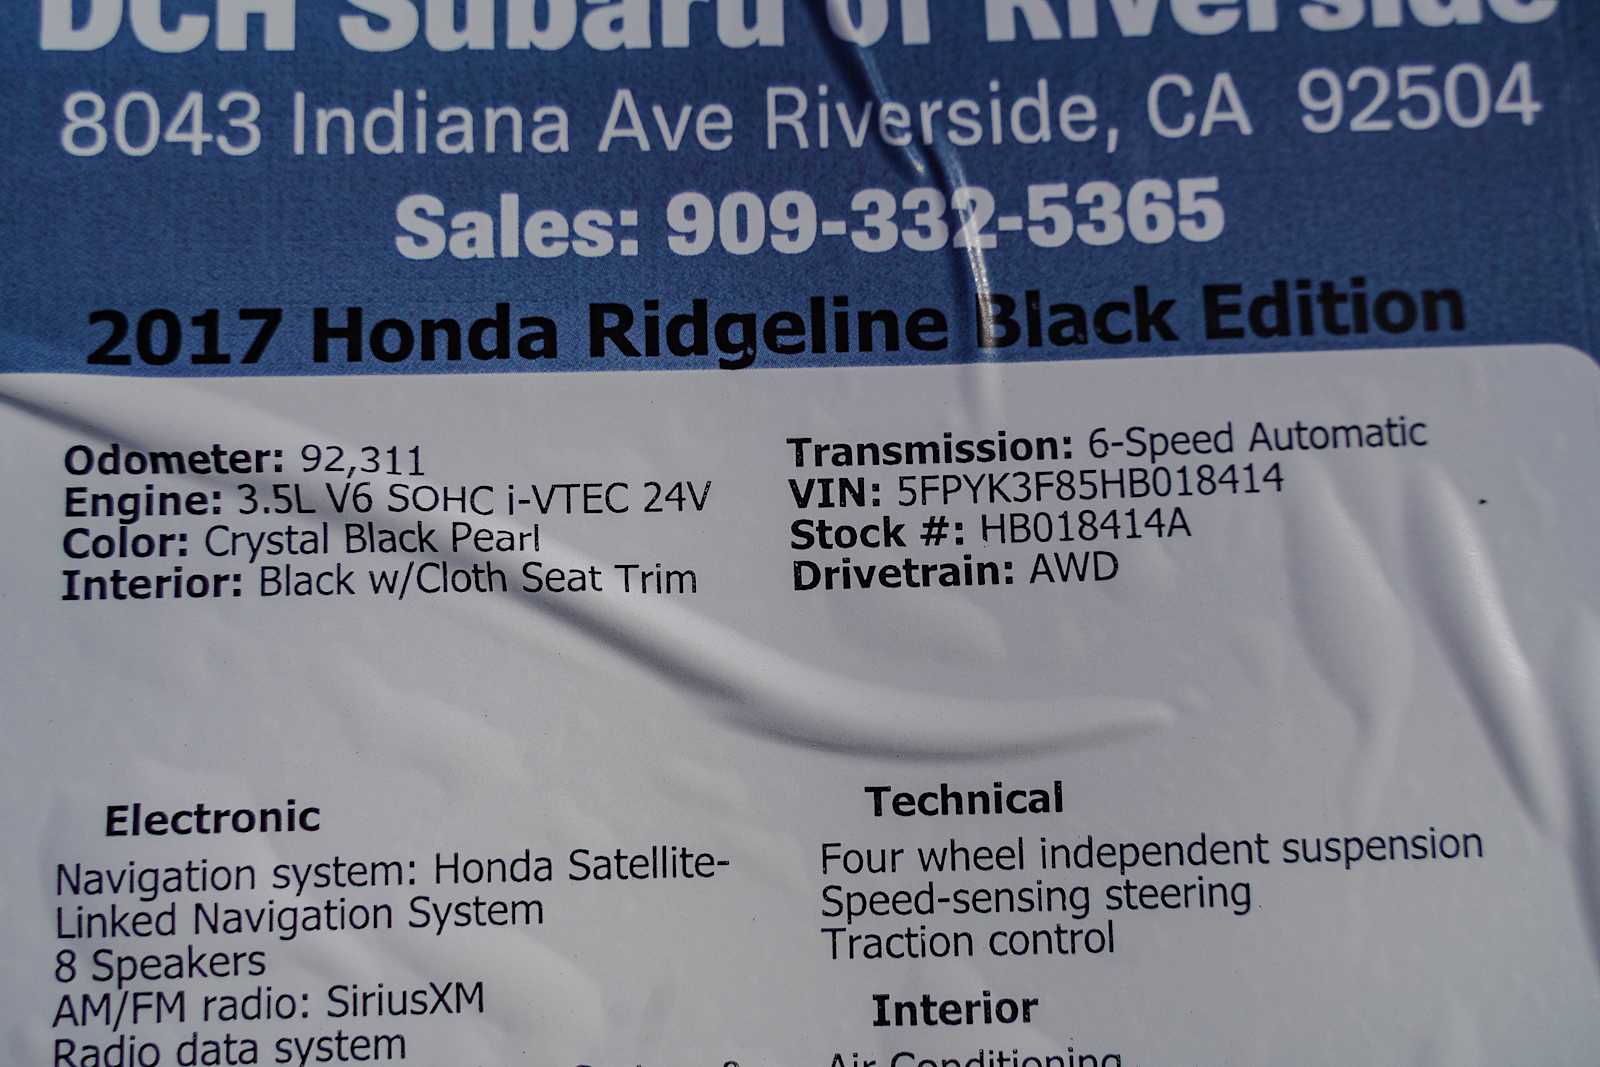 DCH Subaru of Riverside
8043 Indiana Ave Riverside, CA 92504
Sales: 909-332-5365
2017 Honda Ridgeline Black Edition
Odometer: 92,311
Engine: 3.5L V6 SOHC i-VTEC 24V
Color: Crystal Black Pearl
Interior: Black w/Cloth Seat Trim
Transmission: 6-Speed Automatic
VIN: 5FPYK3F85HB018414
Stock #: HB018414A
Drivetrain: AWD
Electronic
Navigation system: Honda Satellite-
Linked Navigation System
8 Speakers
AM/FM radio: SiriusXM
Radio data system
Technical
Four wheel independent suspension
Speed-sensing steering
Traction control
Interior
Air Conditioning